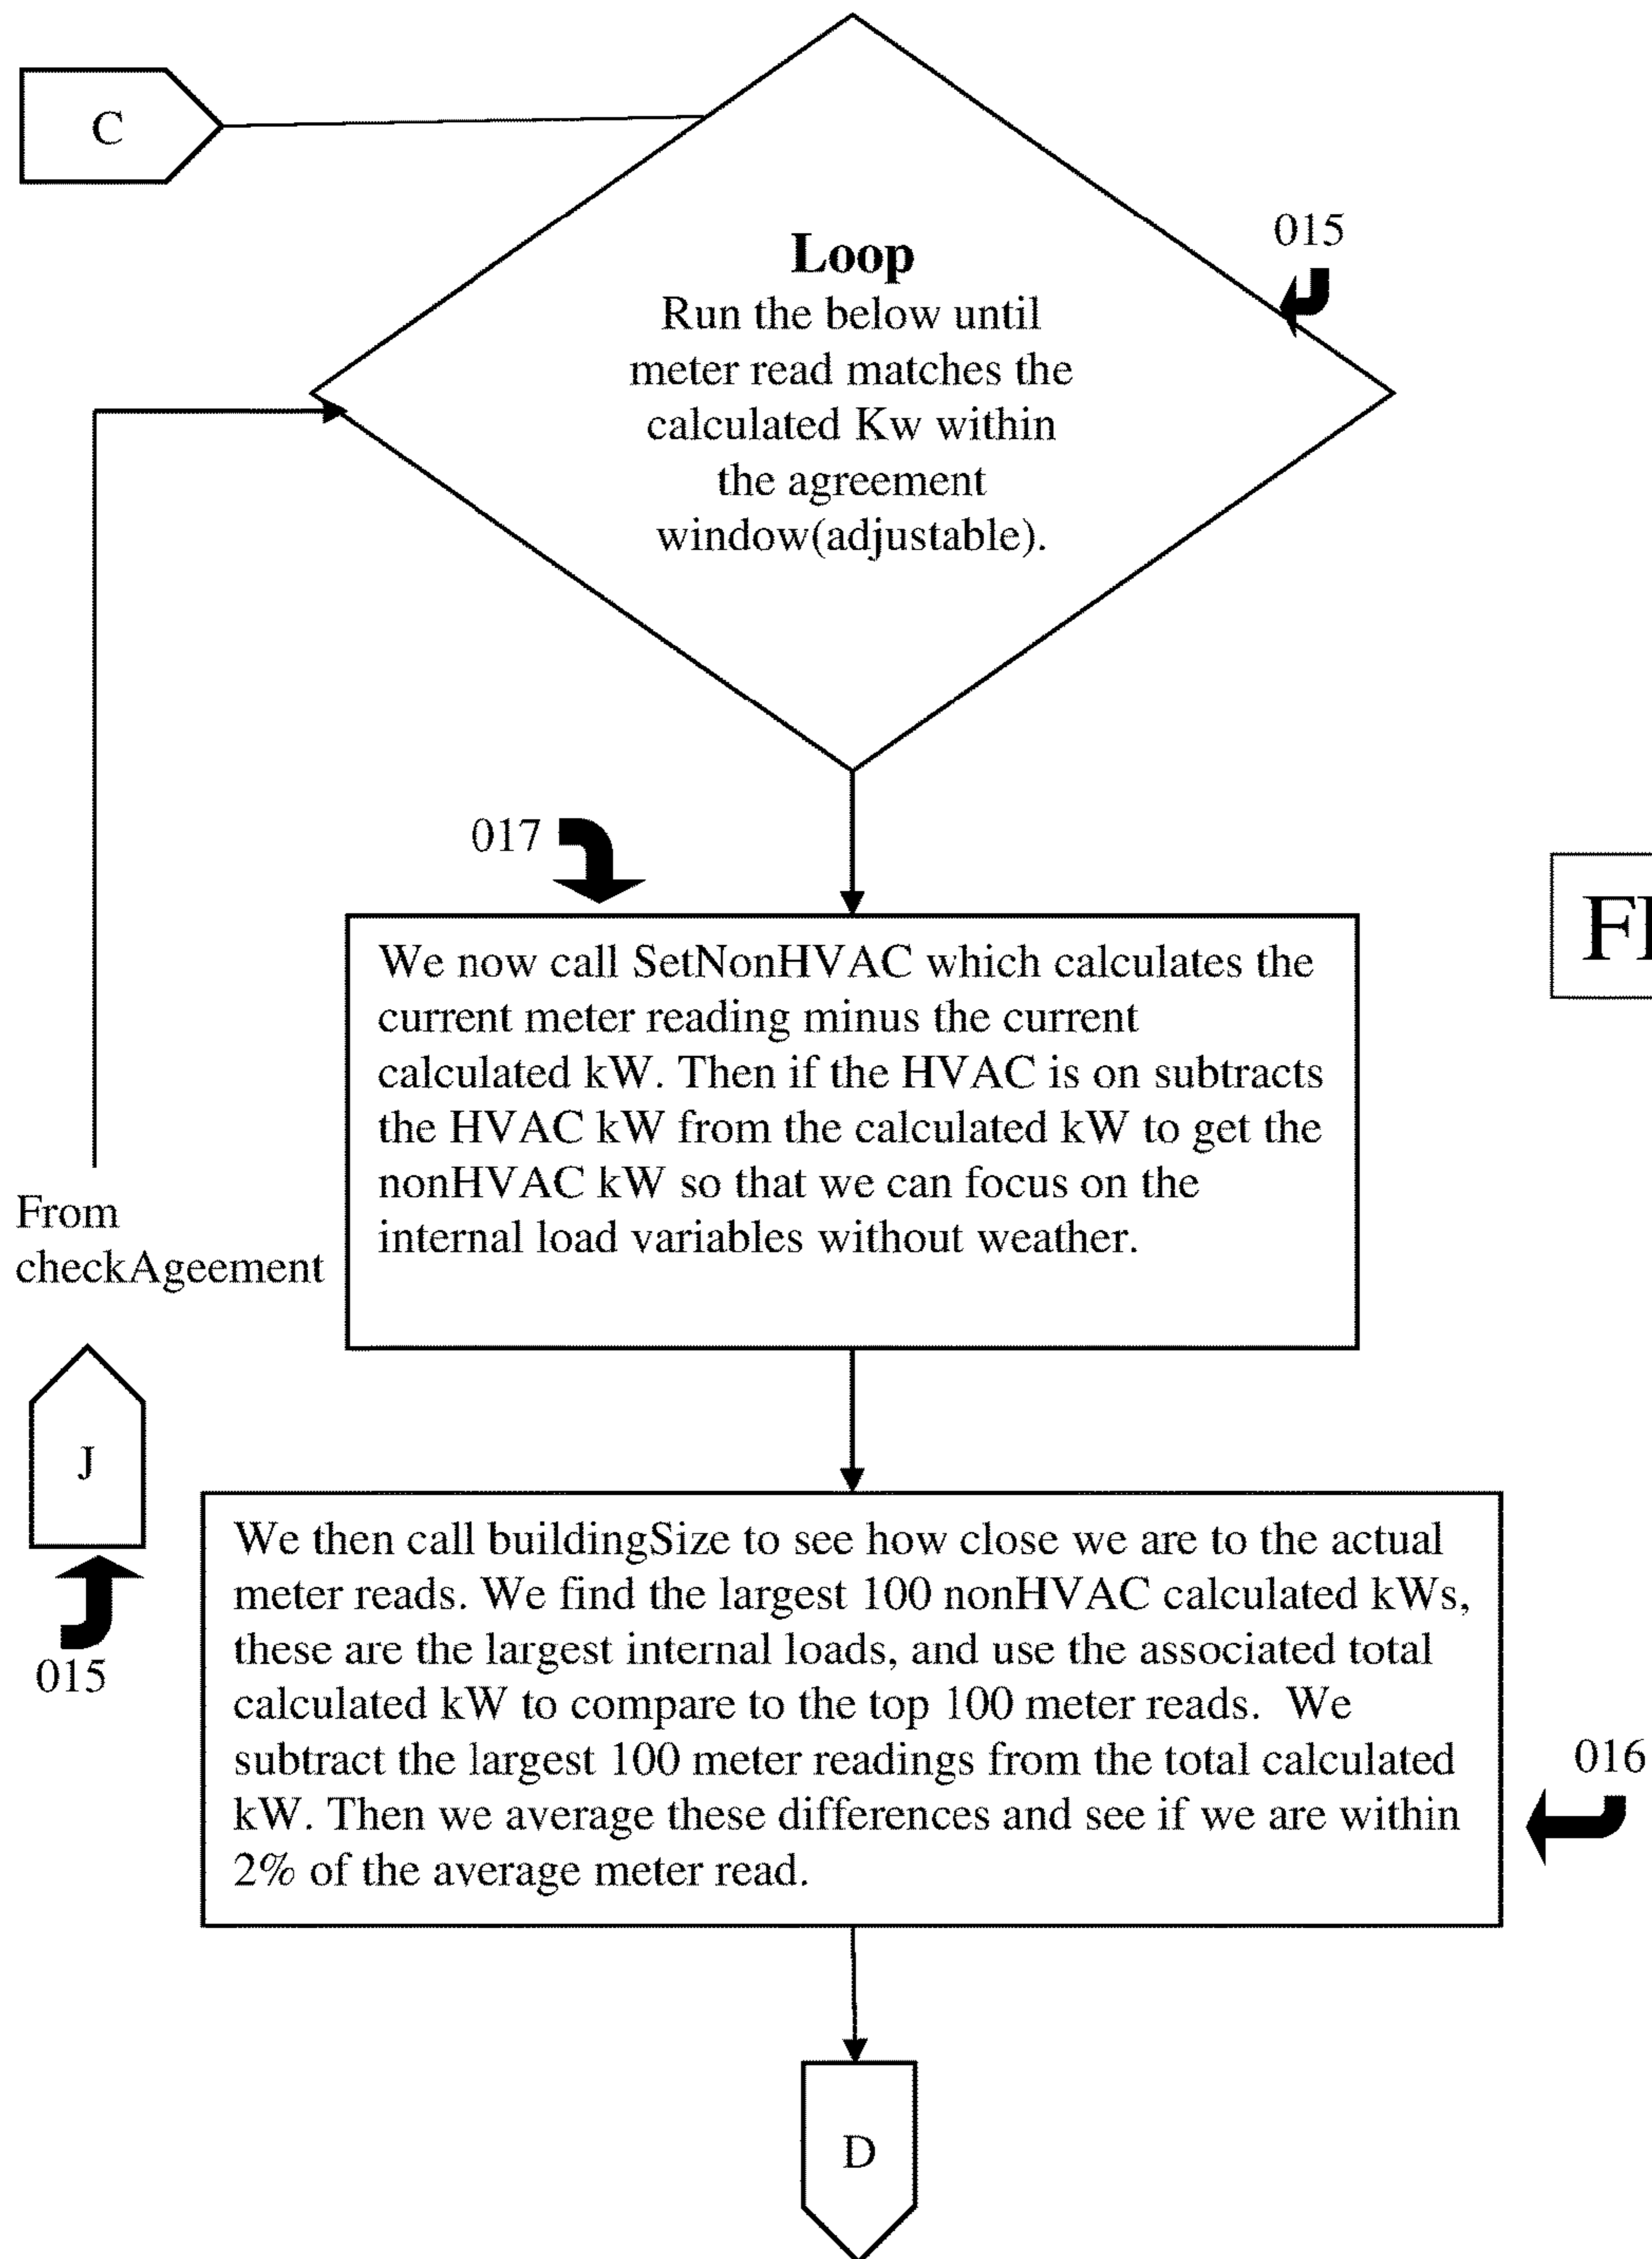 C
015
Loop
Run the below until
meter read matches the
calculated Kw within
the agreement
window(adjustable).
017
We now call SetNonHVAC which calculates the
current meter reading minus the current
calculated kW. Then if the HVAC is on subtracts
the HVAC kW from the calculated kW to get the
nonHVAC kW so that we can focus on the
internal load variables without weather.
From
checkAgeement
J
015
We then call buildingSize to see how close we are to the actual
meter reads. We find the largest 100 nonHVAC calculated kWs,
these are the largest internal loads, and use the associated total
calculated kW to compare to the top 100 meter reads.  We
subtract the largest 100 meter readings from the total calculated
kW. Then we average these differences and see if we are within
2% of the average meter read.
016
D